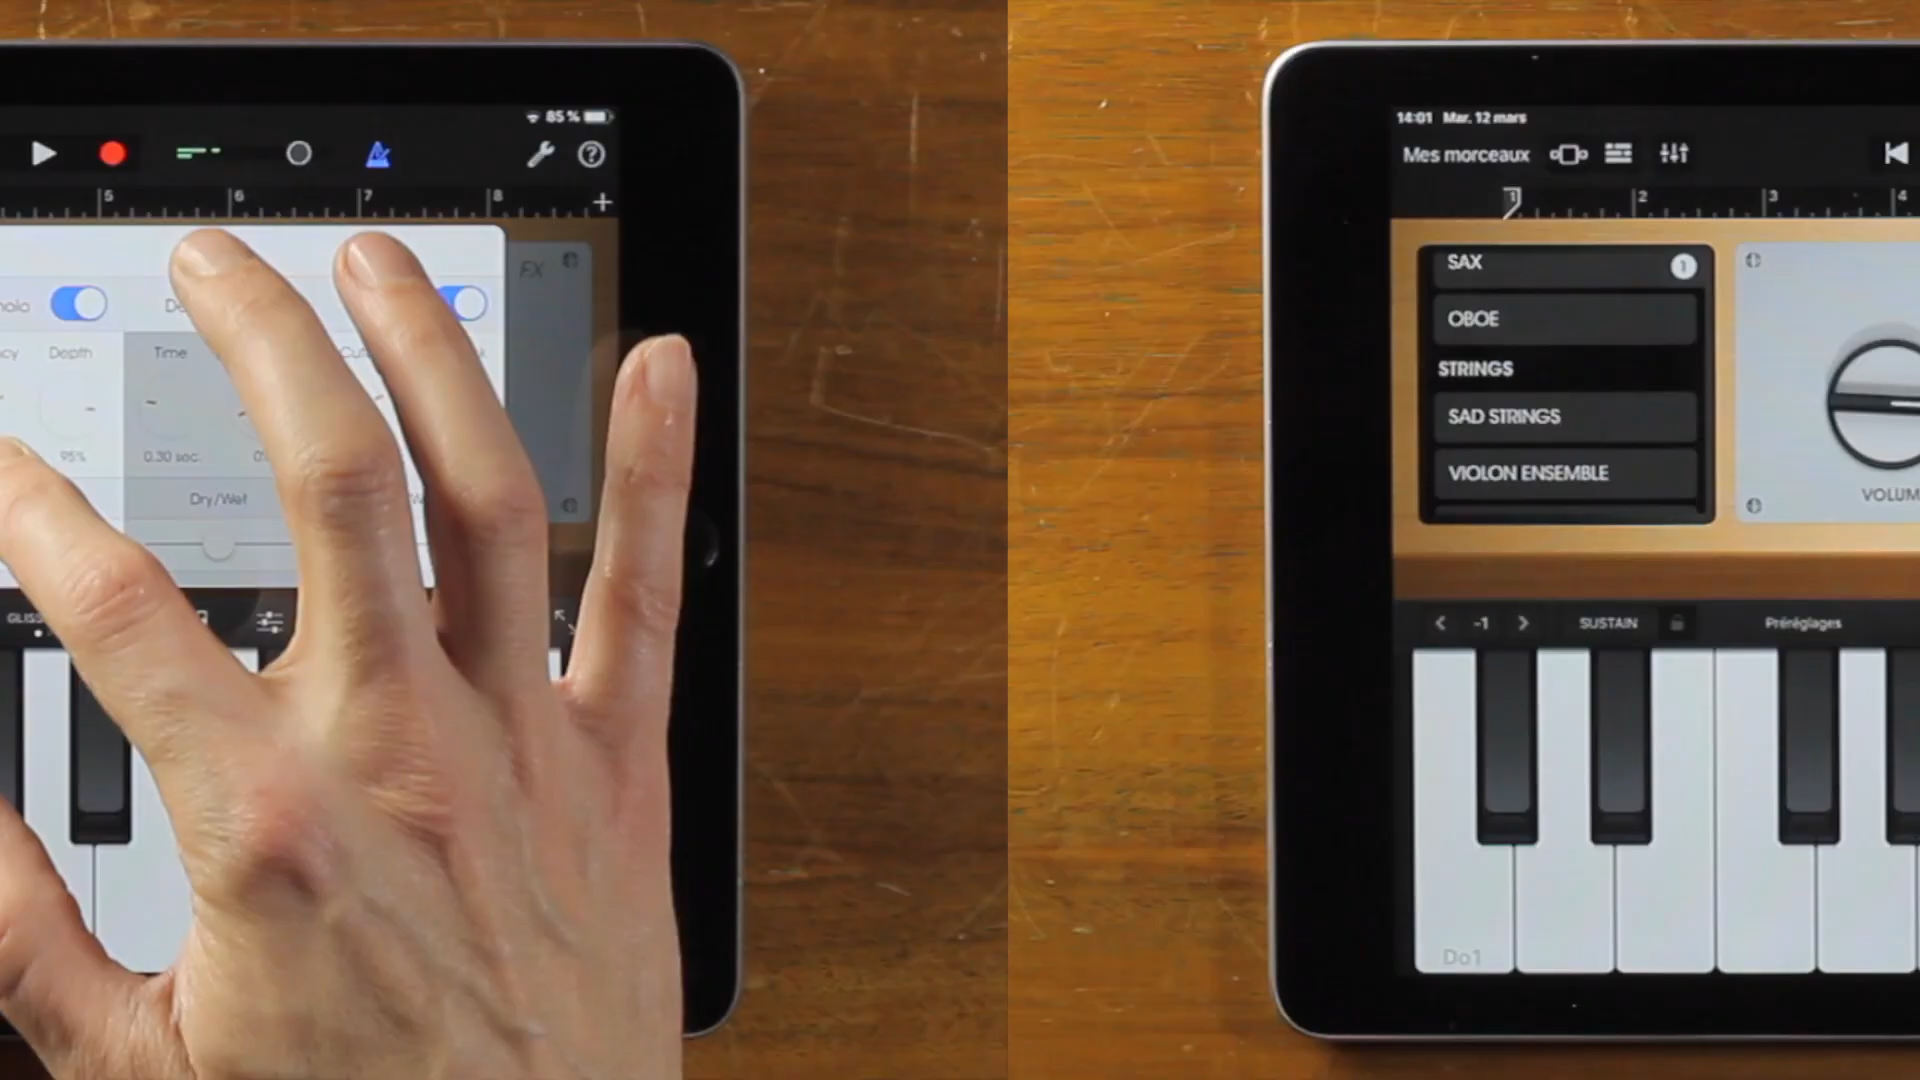 85 %
5 6 7 8
FX
Depth Time
95% 0.30 sec.
Dry/Wet
14:01 Mar. 12 mars
Mes morceaux
1 2 3 4
SAX 1
OBOE
STRINGS
SAD STRINGS
VIOLON ENSEMBLE
-1 SUSTAIN Préréglages
Do1